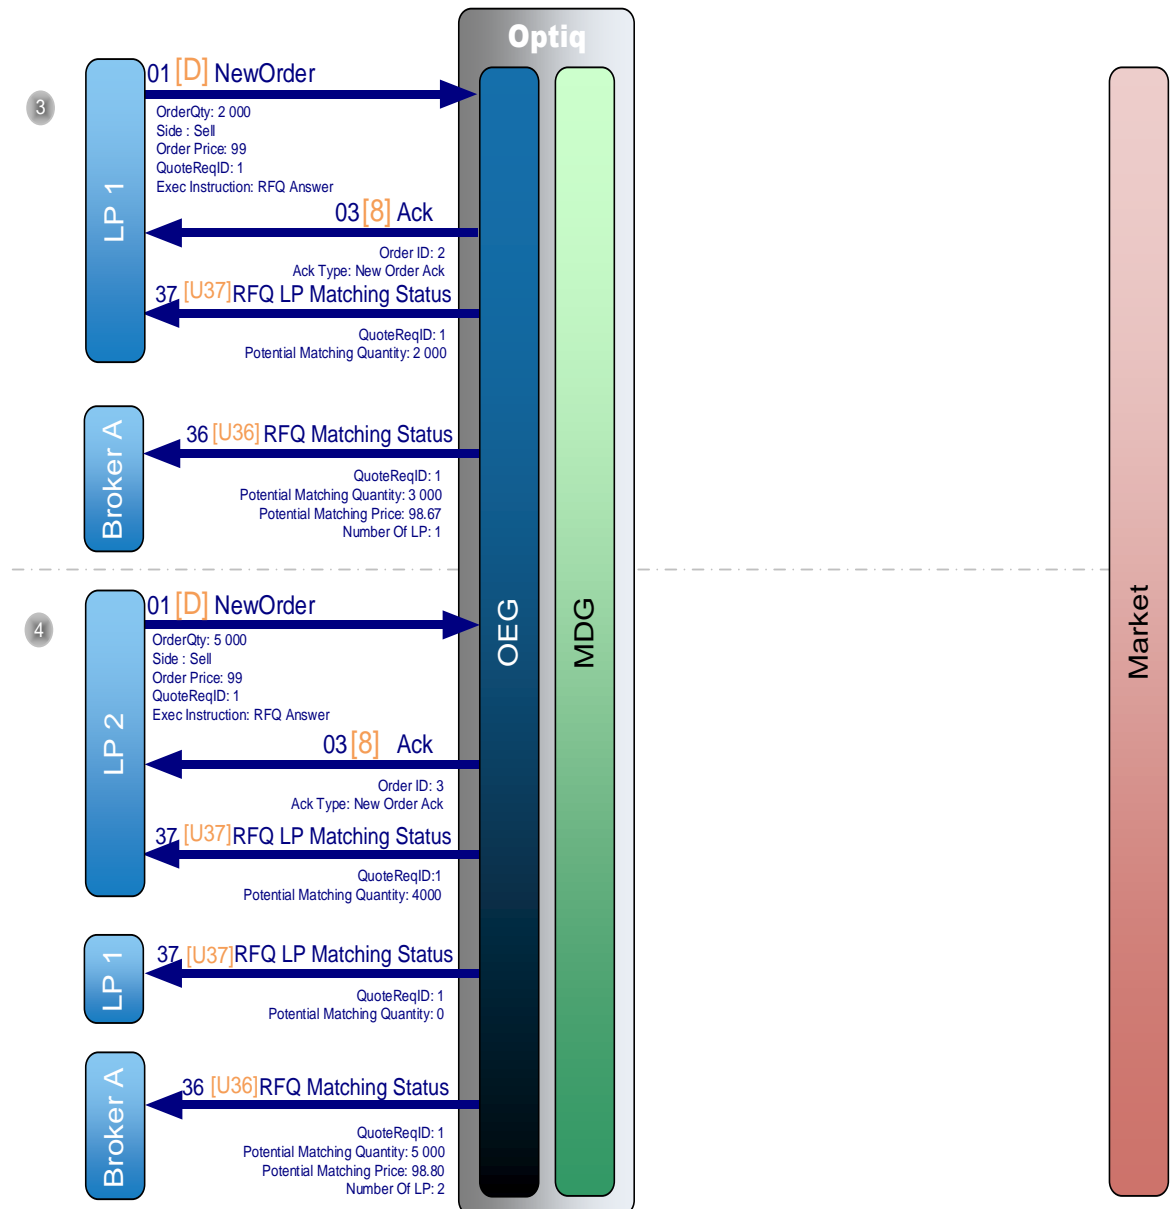 Optiq
3
LP 1
01 [D] NewOrder
OrderQty: 2 000
Side : Sell
Order Price: 99
QuoteReqID: 1
Exec Instruction: RFQ Answer
03 [8] Ack
Order ID: 2
Ack Type: New Order Ack
37 [U37] RFQ LP Matching Status
QuoteReqID: 1
Potential Matching Quantity: 2 000
Broker A
36 [U36] RFQ Matching Status
QuoteReqID: 1
Potential Matching Quantity: 3 000
Potential Matching Price: 98.67
Number Of LP: 1
OEG
MDG
Market
4
LP 2
01 [D] NewOrder
OrderQty: 5 000
Side : Sell
Order Price: 99
QuoteReqID: 1
Exec Instruction: RFQ Answer
03 [8] Ack
Order ID: 3
Ack Type: New Order Ack
37 [U37] RFQ LP Matching Status
QuoteReqID:1
Potential Matching Quantity: 4000
LP 1
37 [U37] RFQ LP Matching Status
QuoteReqID: 1
Potential Matching Quantity: 0
Broker A
36 [U36] RFQ Matching Status
QuoteReqID: 1
Potential Matching Quantity: 5 000
Potential Matching Price: 98.80
Number Of LP: 2